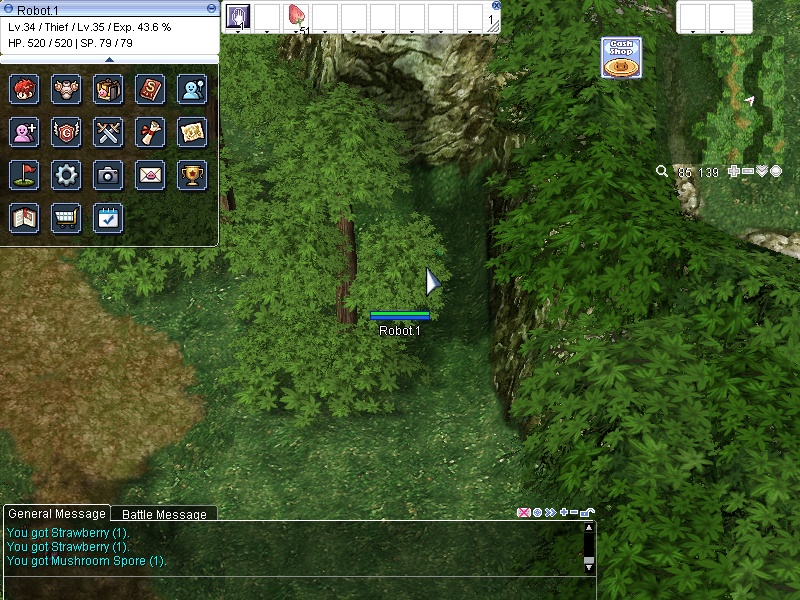 Robot.1
Lv.34 / Thief / Lv.35 / Exp. 43.6 %
HP. 520 / 520 | SP. 79 / 79
1
51
1
Cash
Shop
85 139
Robot.1
General Message
Battle Message
You got Strawberry (1).
You got Strawberry (1).
You got Mushroom Spore (1).